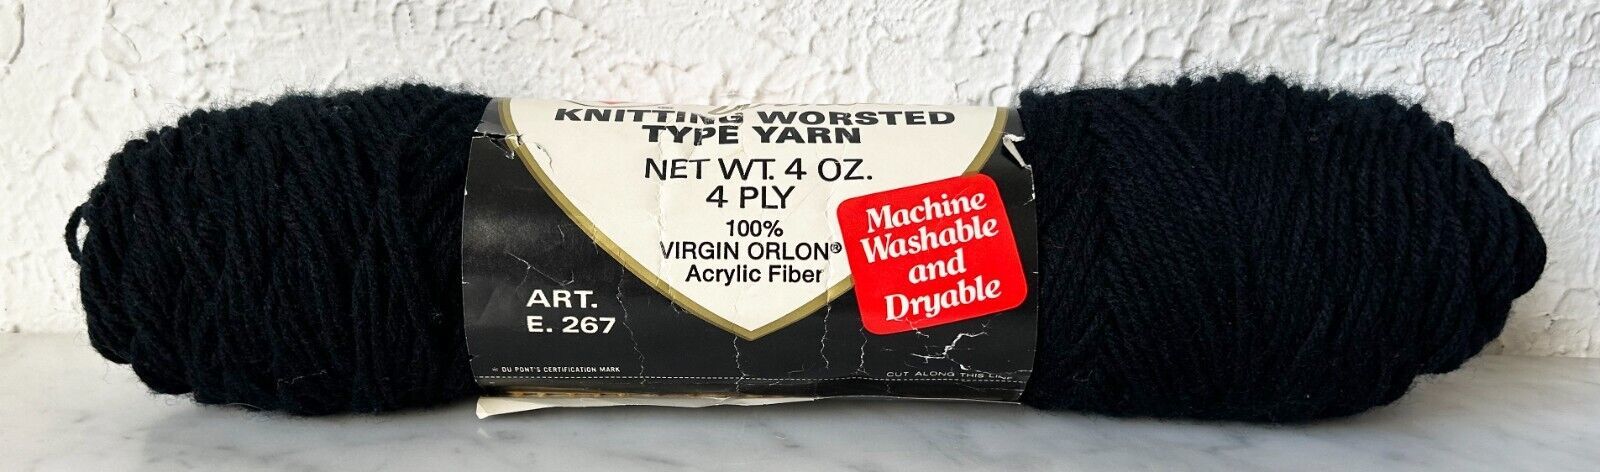 KNITTING WORSTED
TYPE YARN
NET WT. 4 OZ.
4 PLY
100%
VIRGIN ORLON®
Acrylic Fiber
Machine
Washable
and
Dryable
ART.
E. 267
DU PONT'S CERTIFICATION MARK
CUT ALONG THIS LINE